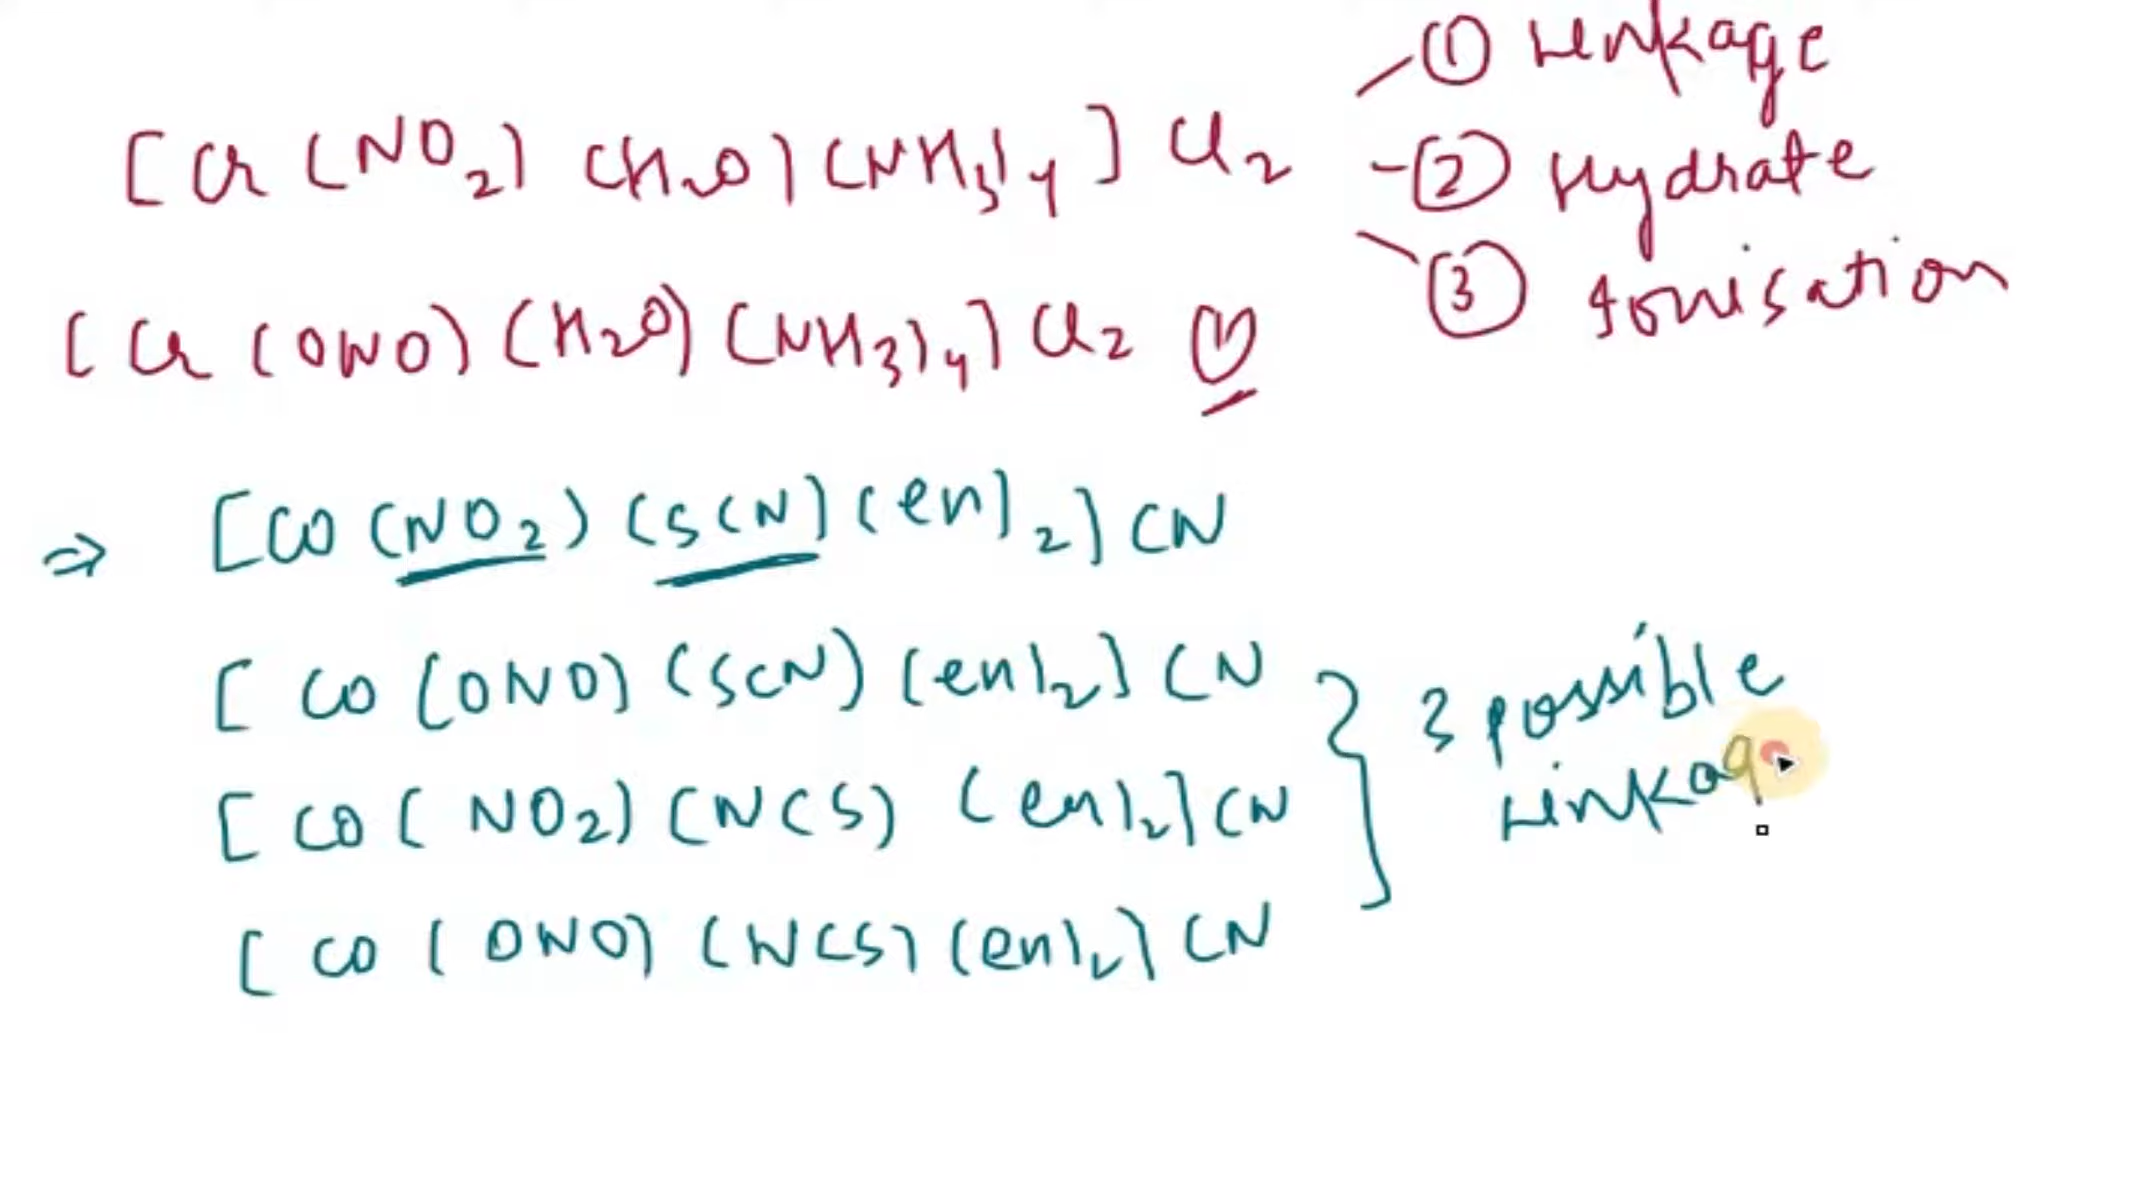 [Cr (NO2) (H2O) (NH3)4] Cl2
① Linkage
② Hydrate
③ Ionisation
[Cr (ONO) (H2O) (NH3)4] Cl2 ①
⇒ [CO (NO2) (SCN) (en)2] CN
[CO (ONO) (SCN) (en)2] CN
[CO (NO2) (NCS) (en)2] CN
[CO (ONO) (NCS) (en)2] CN
3 possible
Linkag